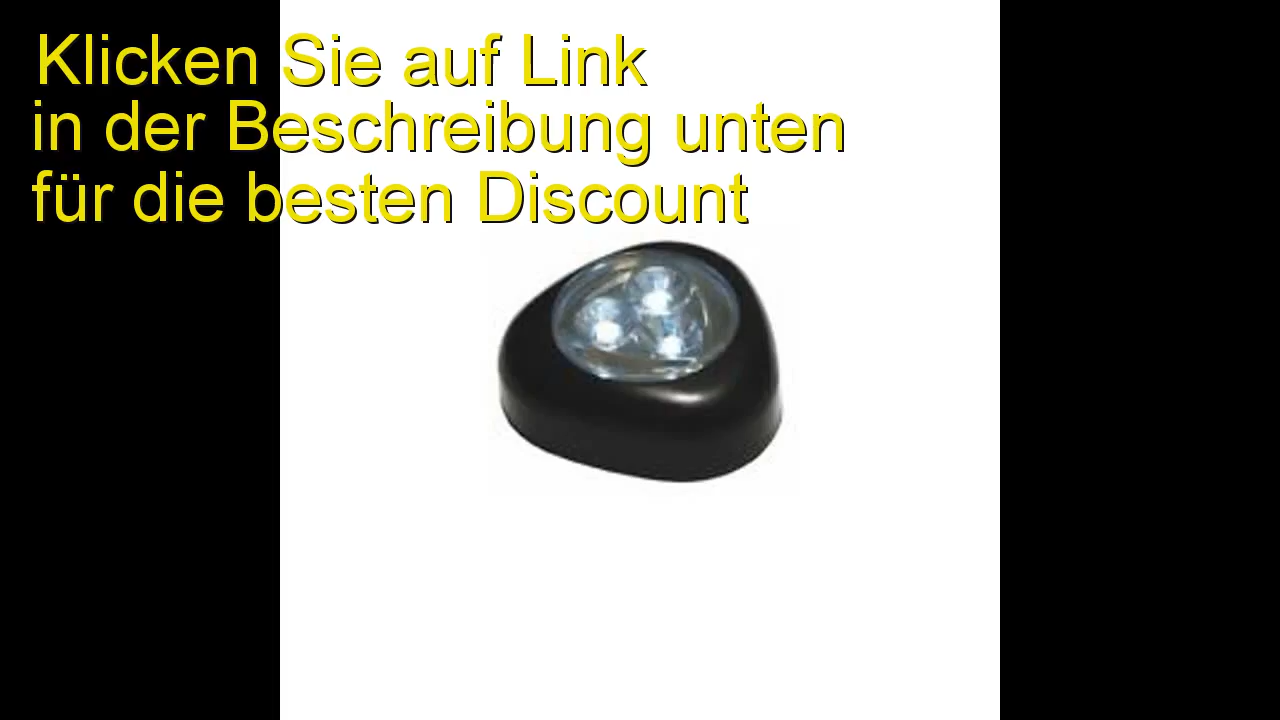 Klicken Sie auf Link
in der Beschreibung unten
für die besten Discount